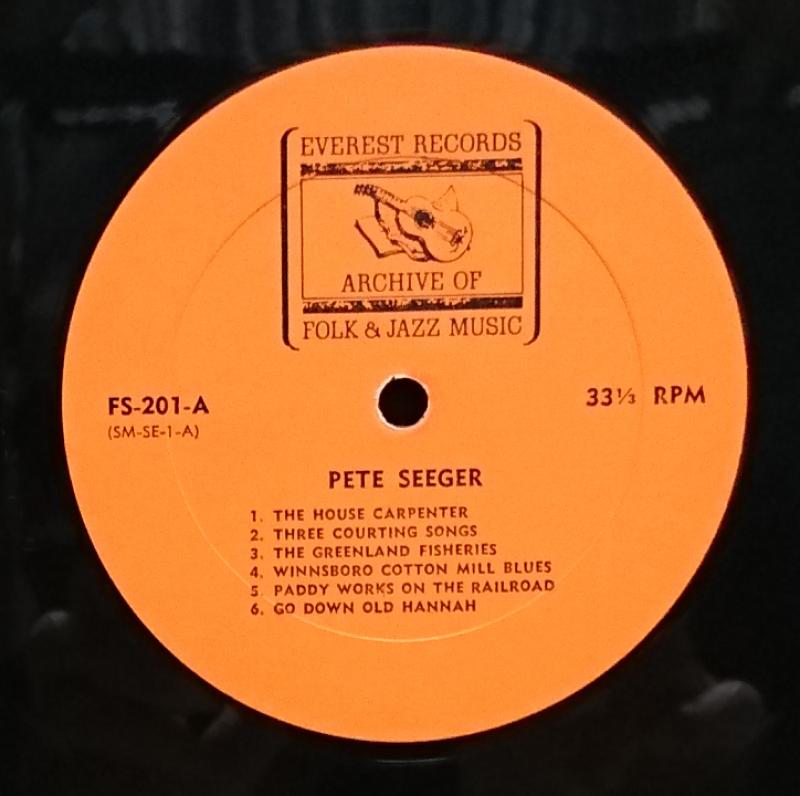 EVEREST RECORDS
ARCHIVE OF
FOLK & JAZZ MUSIC
FS-201-A
(SM-SE-1-A)
33⅓ RPM
PETE SEEGER
1. THE HOUSE CARPENTER
2. THREE COURTING SONGS
3. THE GREENLAND FISHERIES
4. WINNSBORO COTTON MILL BLUES
5. PADDY WORKS ON THE RAILROAD
6. GO DOWN OLD HANNAH